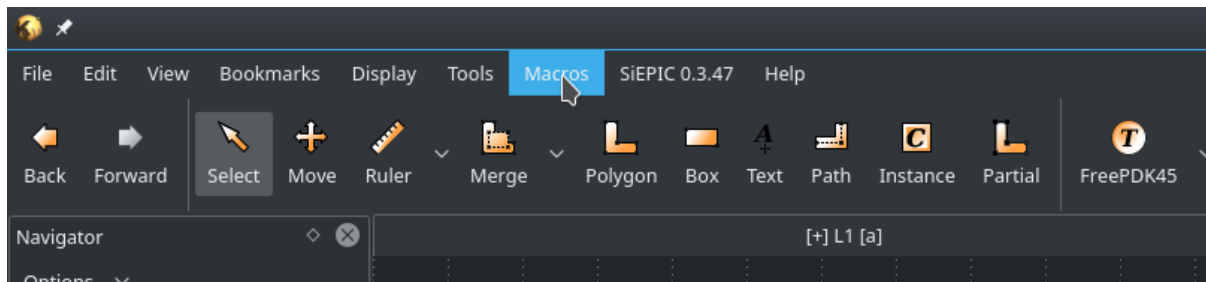 File Edit View Bookmarks Display Tools Macros SiEPIC 0.3.47 Help
Back Forward Select Move Ruler Merge Polygon Box Text Path Instance Partial FreePDK45
Navigator [+] L1 [a]
Options